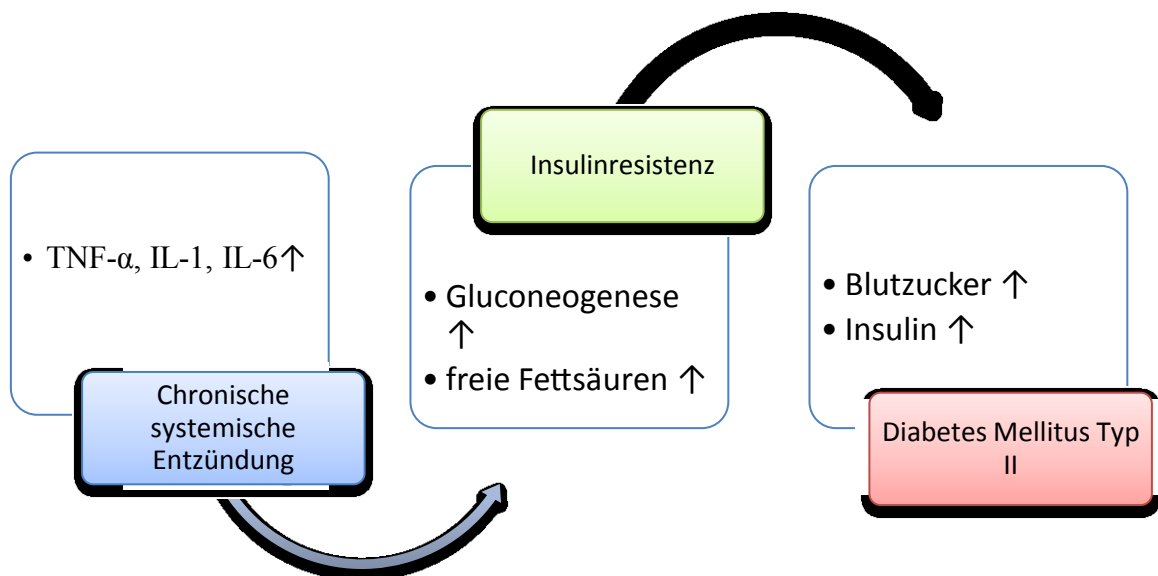 • TNF-α, IL-1, IL-6↑
Chronische
systemische
Entzündung
Insulinresistenz
• Gluconeogenese
↑
• freie Fettsäuren ↑
• Blutzucker ↑
• Insulin ↑
Diabetes Mellitus Typ
II